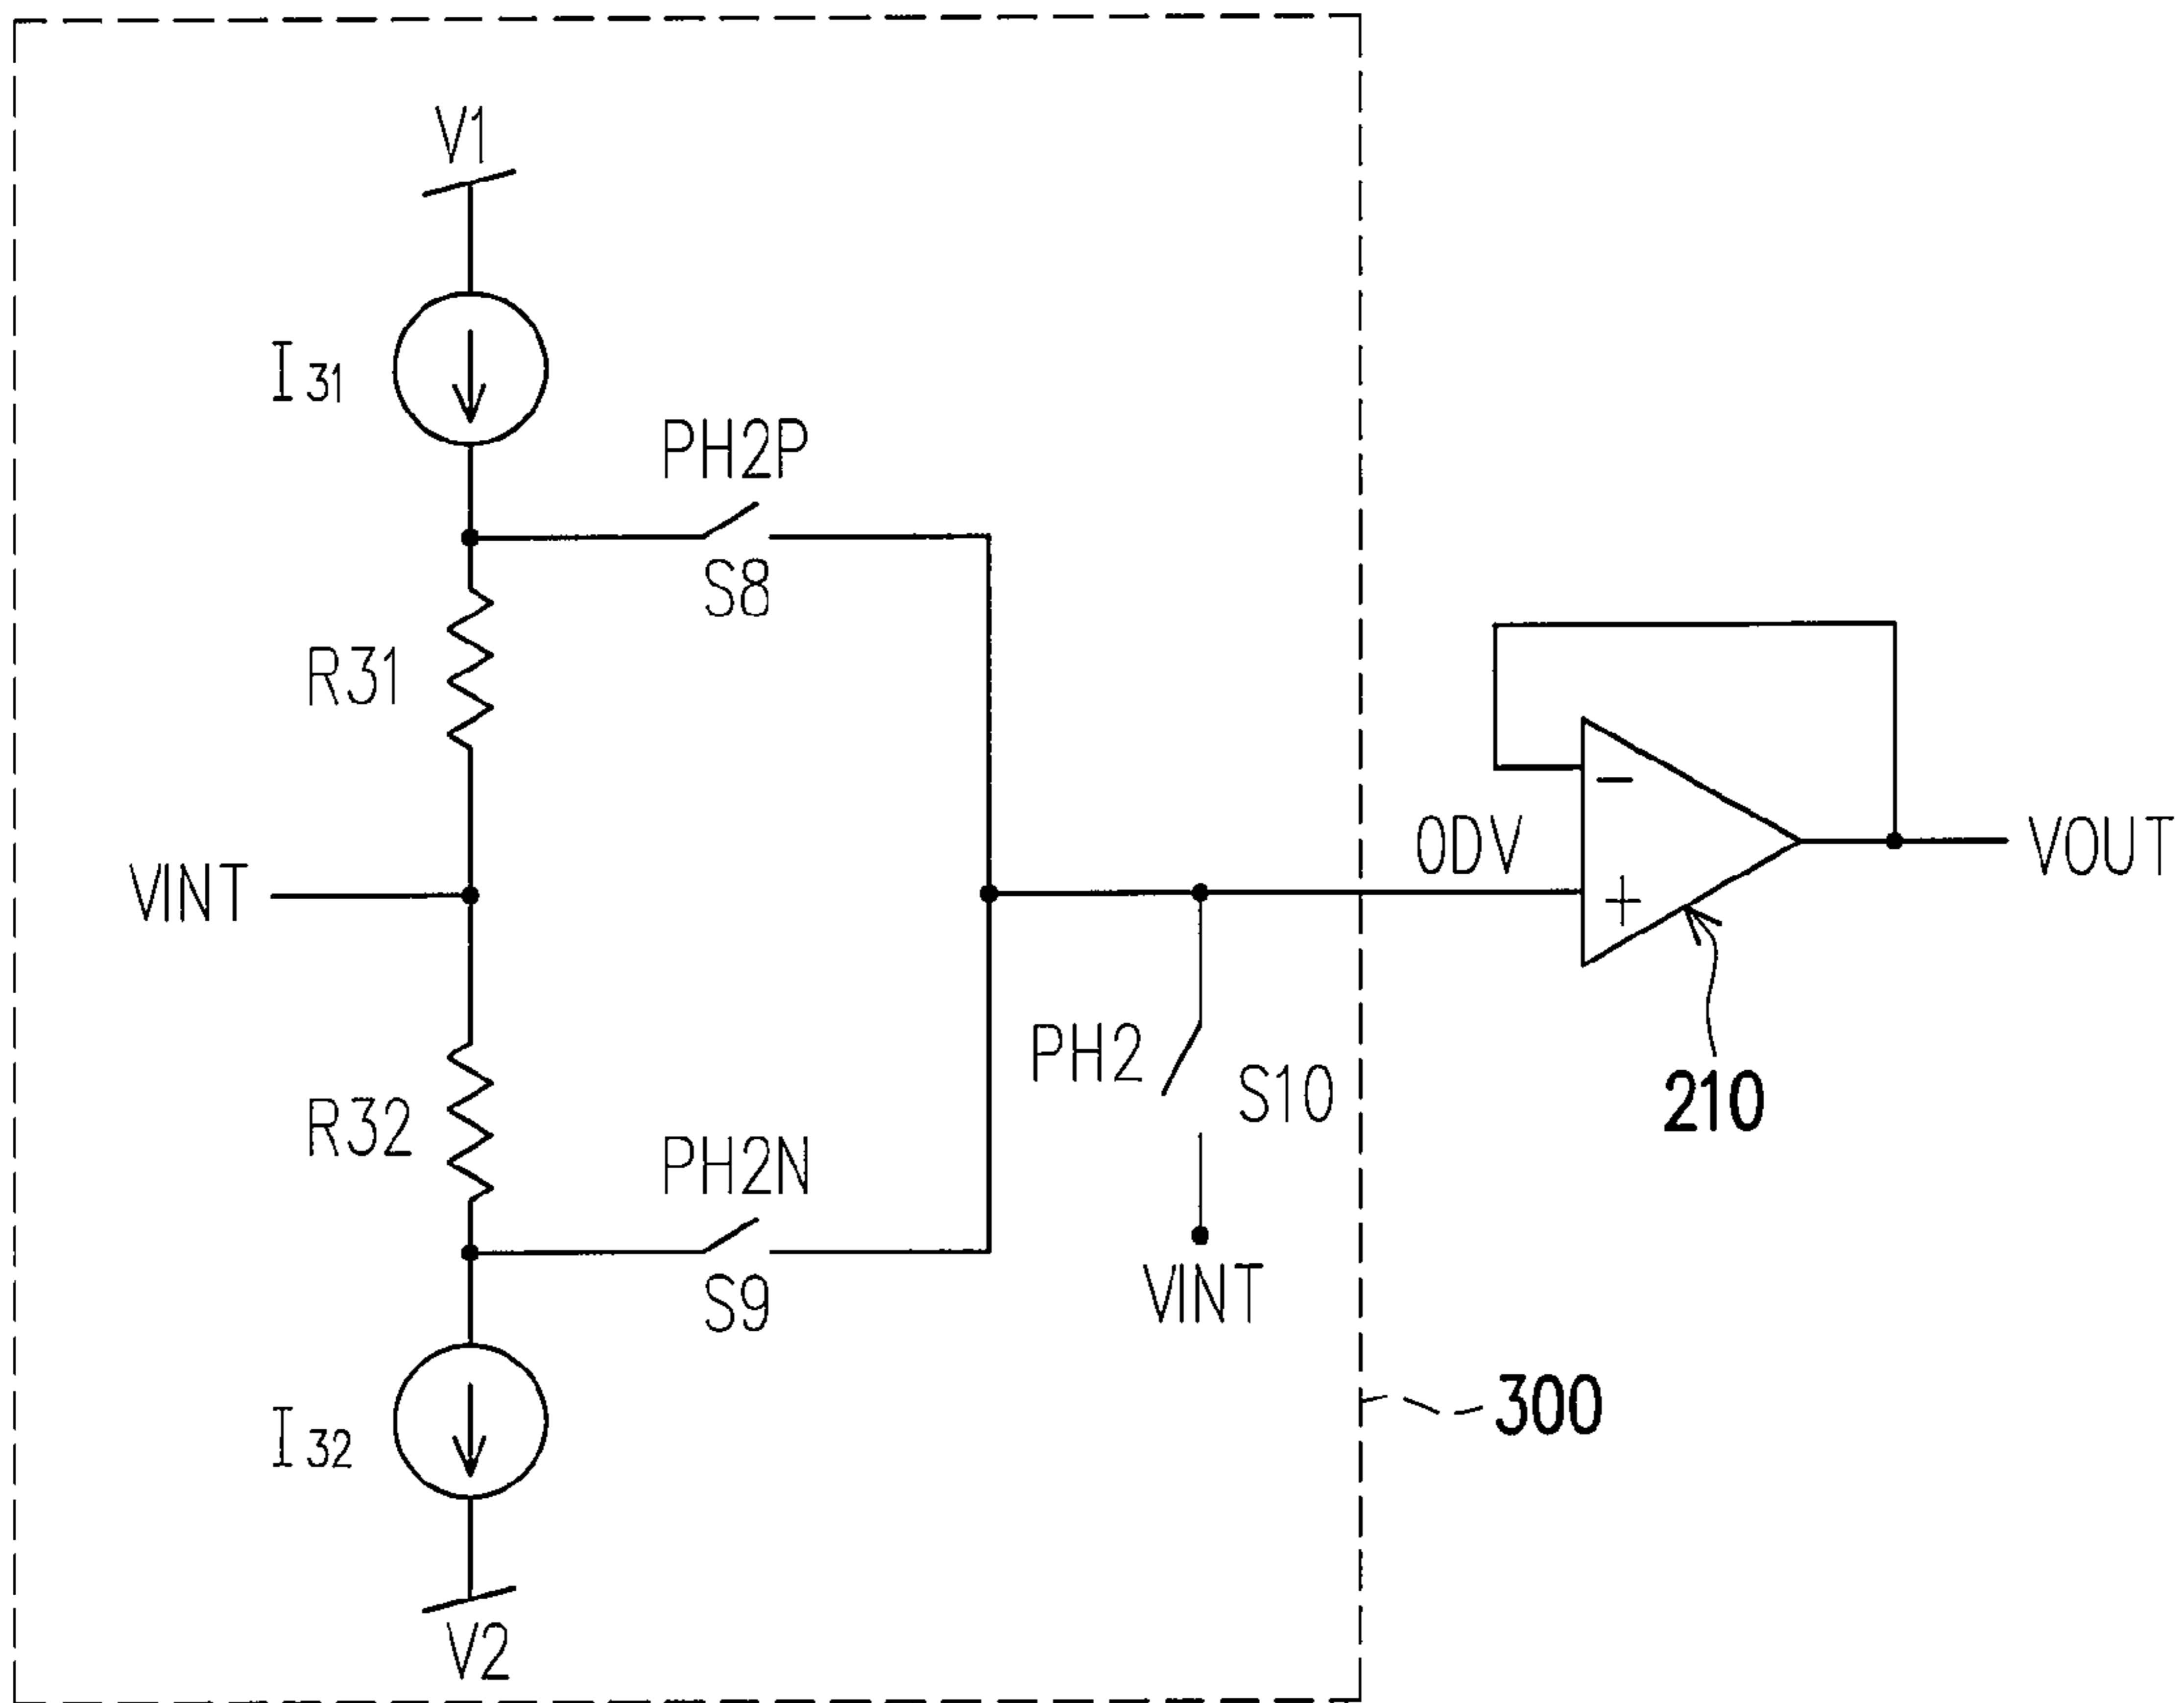 V1
I31
PH2P
S8
R31
VINT
ODV
VOUT
R32
PH2
S10
210
PH2N
S9
VINT
I32
300
V2